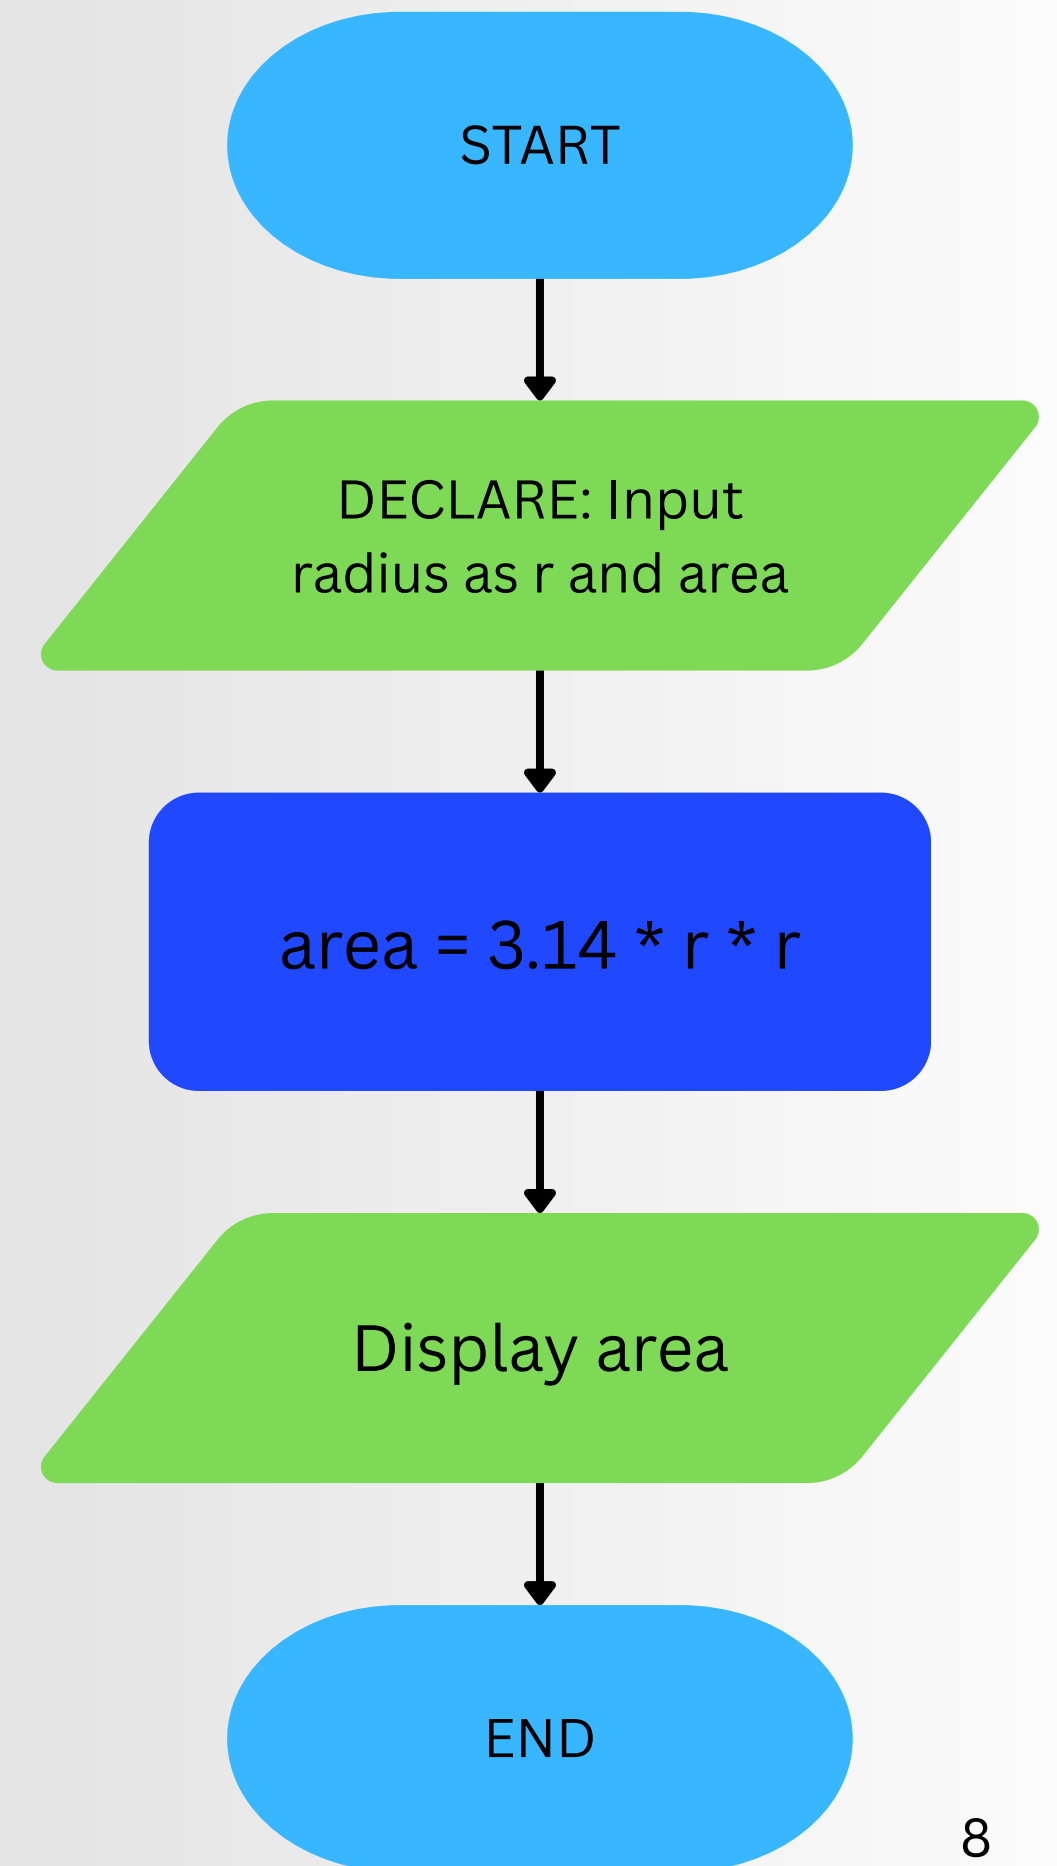 START
DECLARE: Input
radius as r and area
area = 3.14 * r * r
Display area
END
8